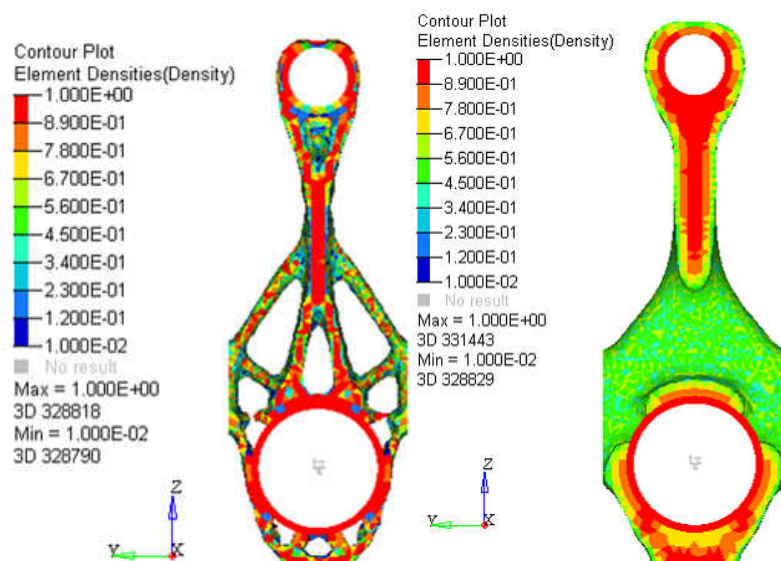 Contour Plot
Element Densities(Density)
1.000E+00
8.900E-01
7.800E-01
6.700E-01
5.600E-01
4.500E-01
3.400E-01
2.300E-01
1.200E-01
1.000E-02
No result
Max = 1.000E+00
3D 328818
Min = 1.000E-02
3D 328790
Z
Y
X
Contour Plot
Element Densities(Density)
1.000E+00
8.900E-01
7.800E-01
6.700E-01
5.600E-01
4.500E-01
3.400E-01
2.300E-01
1.200E-01
1.000E-02
No result
Max = 1.000E+00
3D 331443
Min = 1.000E-02
3D 328829
Z
Y
X